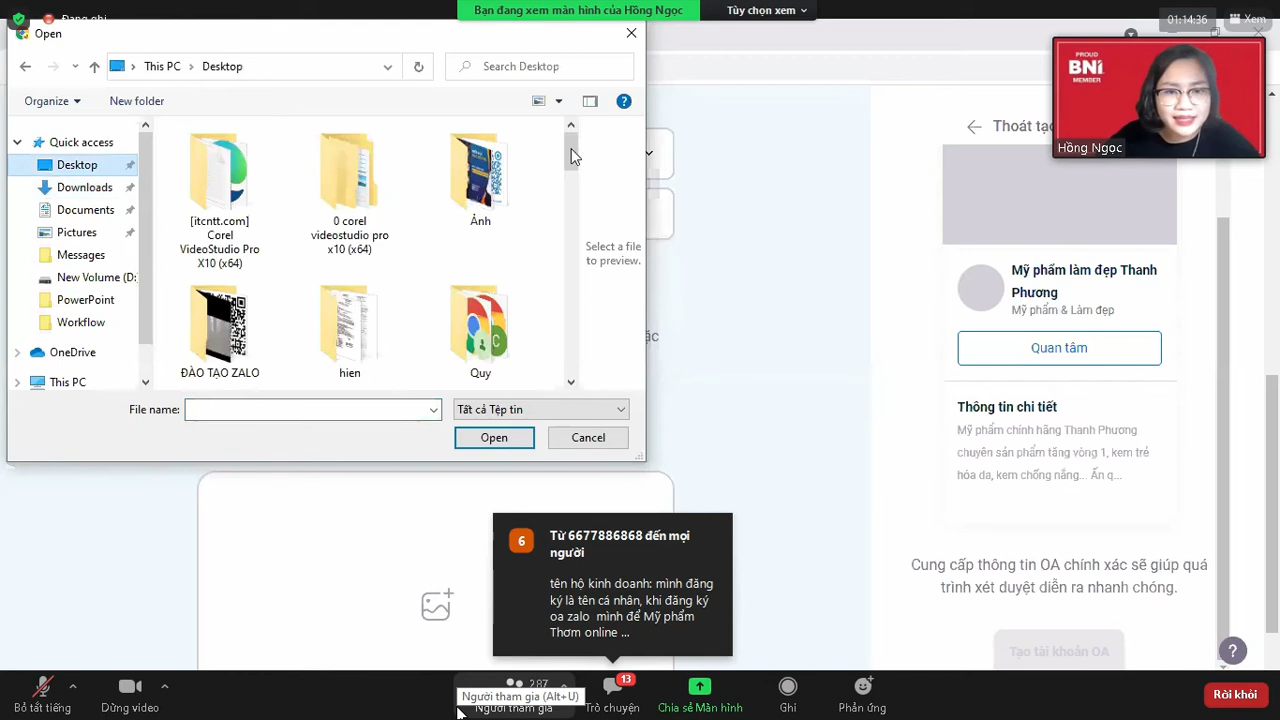 Bạn đang xem màn hình của Hồng Ngọc
Tùy chọn xem
Đang ghi
01:14:36
Xem
Open
This PC
Desktop
Search Desktop
Organize
New folder
Quick access
Desktop
Downloads
Documents
Pictures
Messages
New Volume (D:
PowerPoint
Workflow
OneDrive
This PC
[itcntt.com]
Corel
VideoStudio Pro
X10 (x64)
0 corel
videostudio pro
x10 (x64)
Ảnh
ĐÀO TẠO ZALO
hien
Quy
Select a file
to preview.
File name:
Tất cả Tệp tin
Open
Cancel
PROUD
BNI
MEMBER
Hồng Ngọc
Thoát tạo
Mỹ phẩm làm đẹp Thanh
Phương
Mỹ phẩm & Làm đẹp
Quan tâm
Thông tin chi tiết
Mỹ phẩm chính hãng Thanh Phương
chuyên sản phẩm tăng vòng 1, kem trẻ
hóa da, kem chống nắng... Ấn q...
Cung cấp thông tin OA chính xác sẽ giúp quá
trình xét duyệt diễn ra nhanh chóng.
Tạo tài khoản OA
ặc
6
Từ 6677886868 đến mọi
người
tên hộ kinh doanh: mình đăng
ký là tên cá nhân, khi đăng ký
oa zalo mình để Mỹ phẩm
Thơm online ...
Bỏ tắt tiếng
Dừng video
287
Người tham gia (Alt+U)
Người tham gia
13
Trò chuyện
Chia sẻ Màn hình
Ghi
Phản ứng
?
Rời khỏi